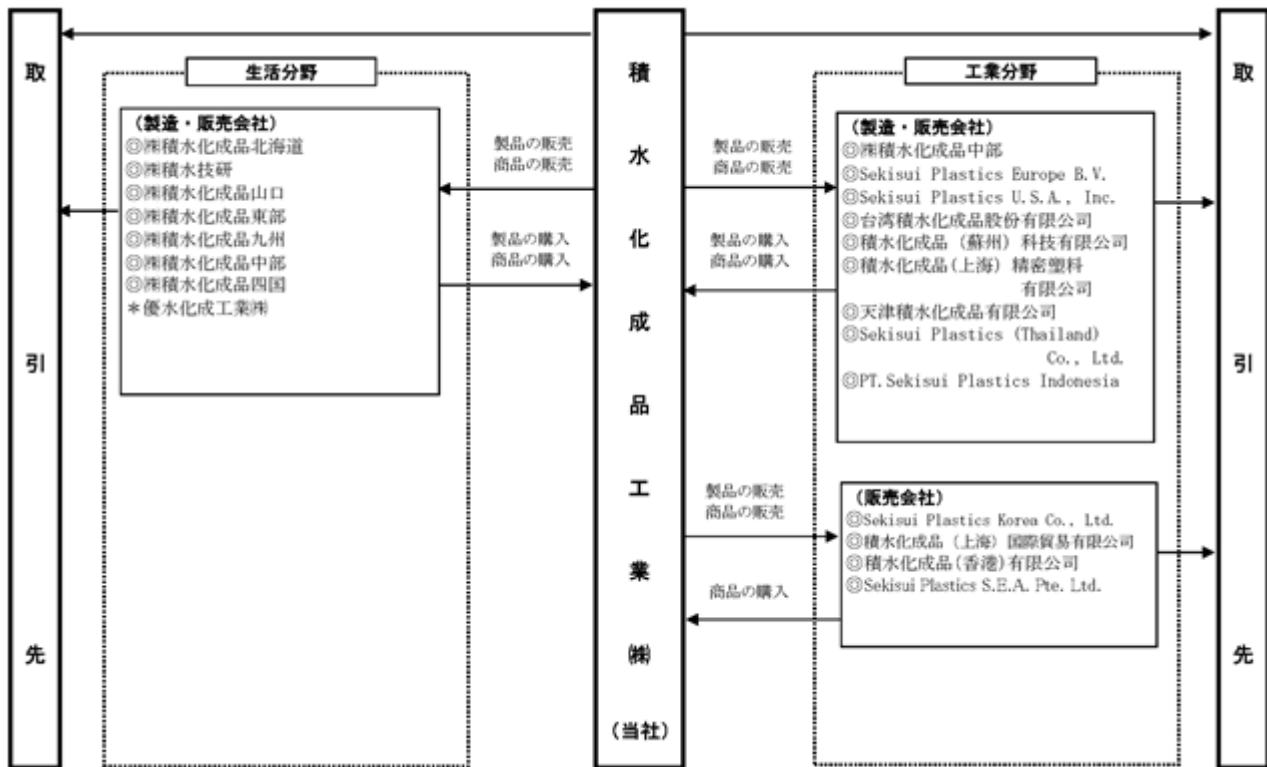 取引先
生活分野
(製造・販売会社)
◎㈱積水化成品北海道
◎㈱積水技研
◎㈱積水化成品山口
◎㈱積水化成品東部
◎㈱積水化成品九州
◎㈱積水化成品中部
◎㈱積水化成品四国
*優水化成工業㈱
製品の販売
商品の販売
製品の購入
商品の購入
積水化成品工業㈱
(当社)
製品の販売
商品の販売
製品の購入
商品の購入
製品の販売
商品の販売
商品の購入
工業分野
(製造・販売会社)
◎㈱積水化成品中部
◎Sekisui Plastics Europe B.V.
◎Sekisui Plastics U.S.A., Inc.
◎台湾積水化成品股份有限公司
◎積水化成品(蘇州)科技有限公司
◎積水化成品(上海)精密塑料
有限公司
◎天津積水化成品有限公司
◎Sekisui Plastics (Thailand)
Co., Ltd.
◎PT.Sekisui Plastics Indonesia
(販売会社)
◎Sekisui Plastics Korea Co., Ltd.
◎積水化成品(上海)国際貿易有限公司
◎積水化成品(香港)有限公司
◎Sekisui Plastics S.E.A. Pte. Ltd.
取引先